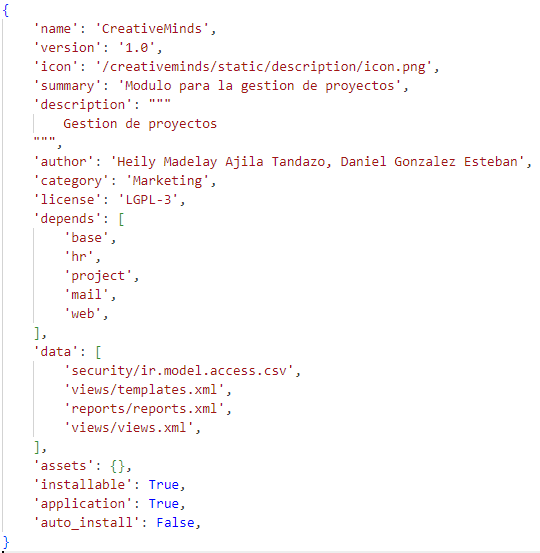 {
    'name': 'CreativeMinds',
    'version': '1.0',
    'icon': '/creativeminds/static/description/icon.png',
    'summary': 'Modulo para la gestion de proyectos',
    'description': """
        Gestion de proyectos
    """,
    'author': 'Heily Madelay Ajila Tandazo, Daniel Gonzalez Esteban',
    'category': 'Marketing',
    'license': 'LGPL-3',
    'depends': [
        'base',
        'hr',
        'project',
        'mail',
        'web',
    ],
    'data': [
        'security/ir.model.access.csv',
        'views/templates.xml',
        'reports/reports.xml',
        'views/views.xml',
    ],
    'assets': {},
    'installable': True,
    'application': True,
    'auto_install': False,
}